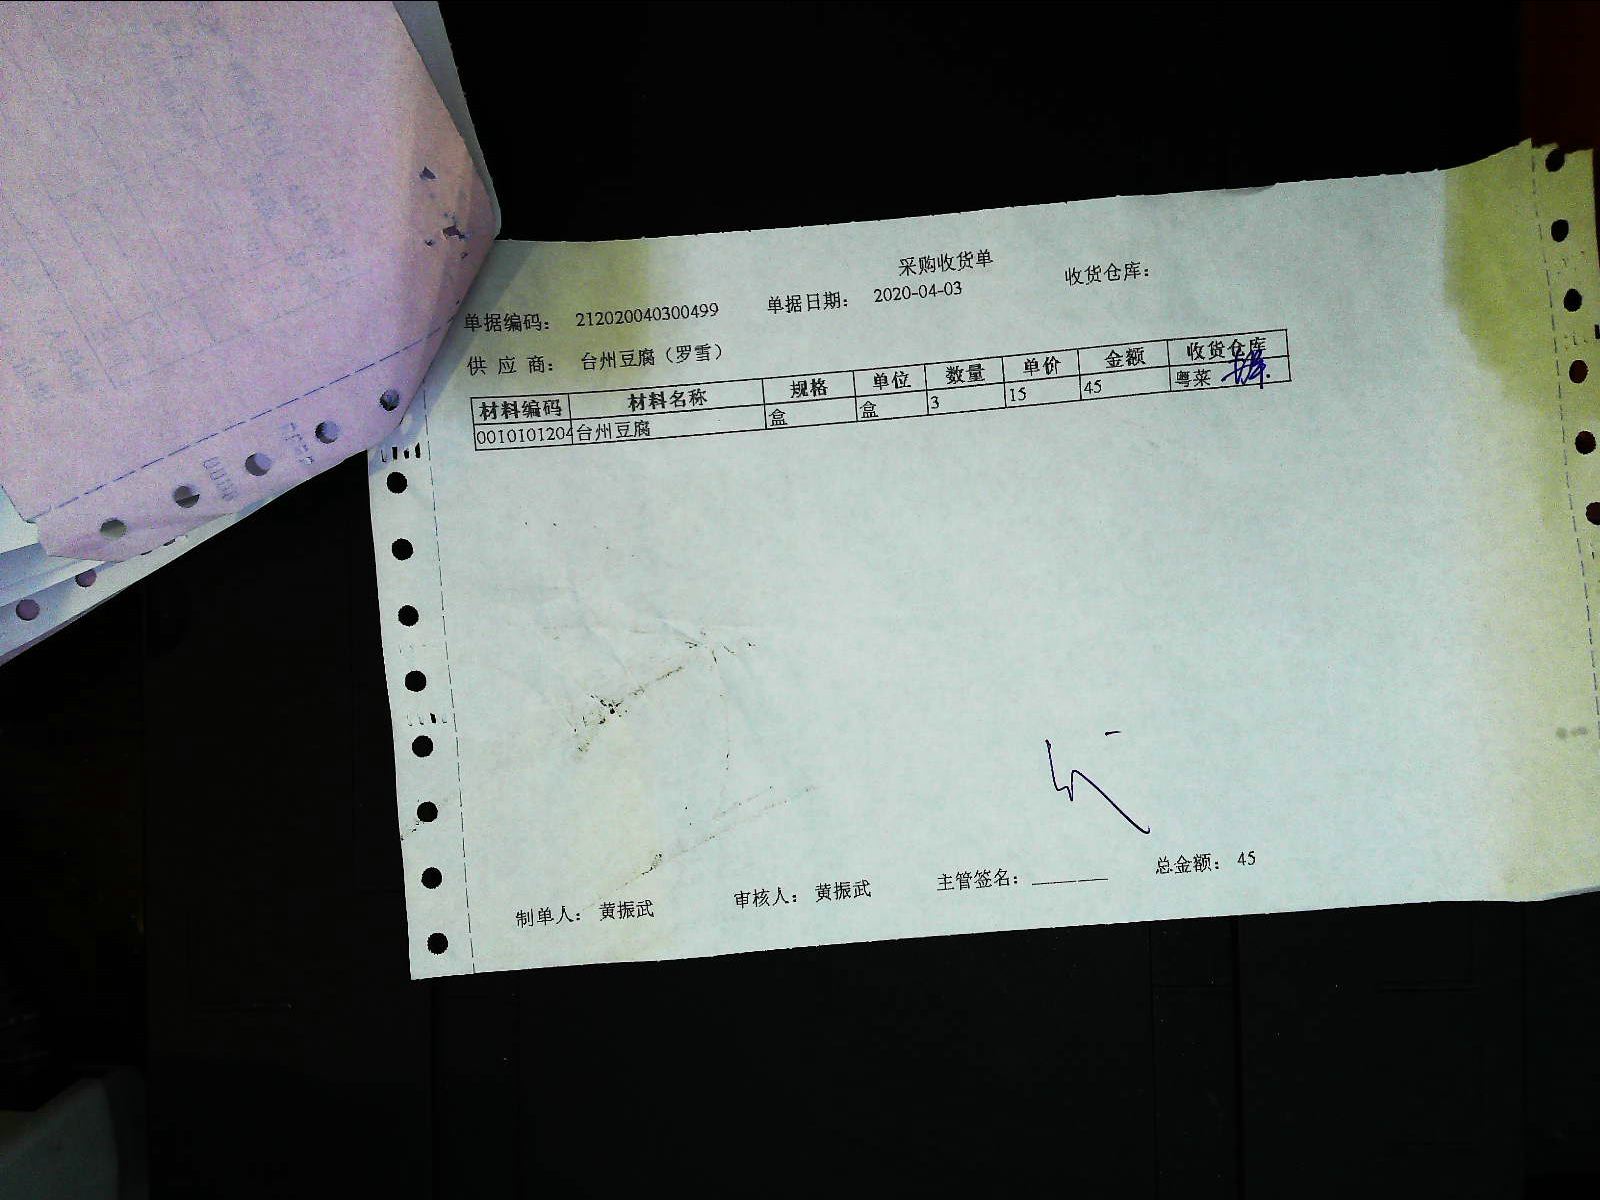 采购收货单
单据编码： 212020040300499 单据日期： 2020-04-03 收货仓库：
供 应 商： 台州豆腐（罗雪）
材料编码 材料名称 规格 单位 数量 单价 金额 收货仓库
0010101204 台州豆腐 盒 盒 3 15 45 粤菜
制单人： 黄振武 审核人： 黄振武 主管签名： 总金额： 45